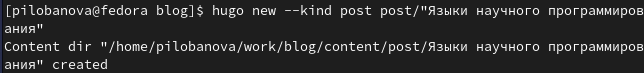 [pilobanova@fedora blog]$ hugo new --kind post post/"Языки научного программиров
ания"
Content dir "/home/pilobanova/work/blog/content/post/Языки научного программиров
ания" created